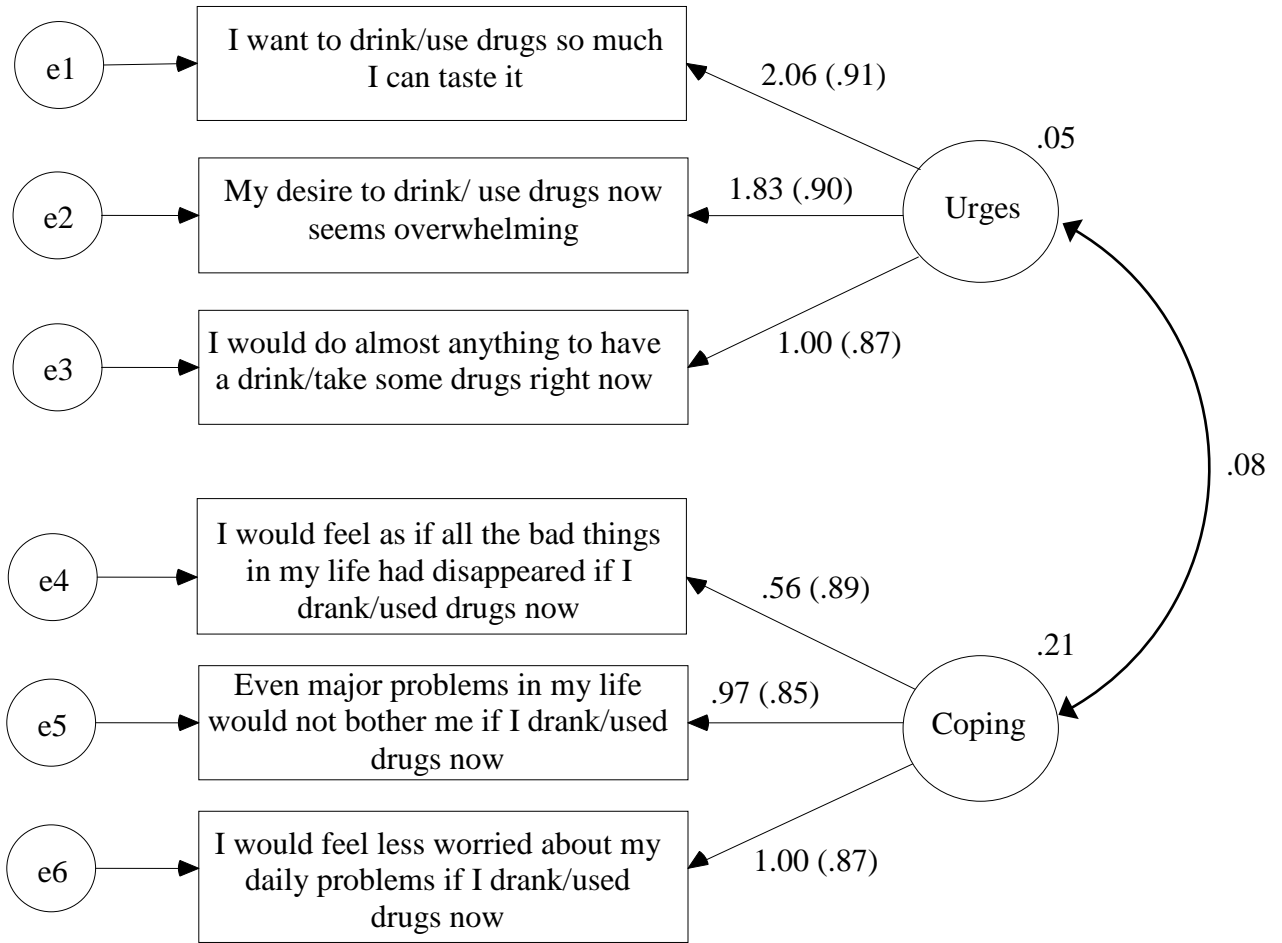 e1
I want to drink/use drugs so much
I can taste it
2.06 (.91)
.05
e2
My desire to drink/ use drugs now
seems overwhelming
1.83 (.90)
Urges
e3
I would do almost anything to have
a drink/take some drugs right now
1.00 (.87)
.08
e4
I would feel as if all the bad things
in my life had disappeared if I
drank/used drugs now
.56 (.89)
.21
e5
Even major problems in my life
would not bother me if I drank/used
drugs now
.97 (.85)
Coping
e6
I would feel less worried about my
daily problems if I drank/used
drugs now
1.00 (.87)